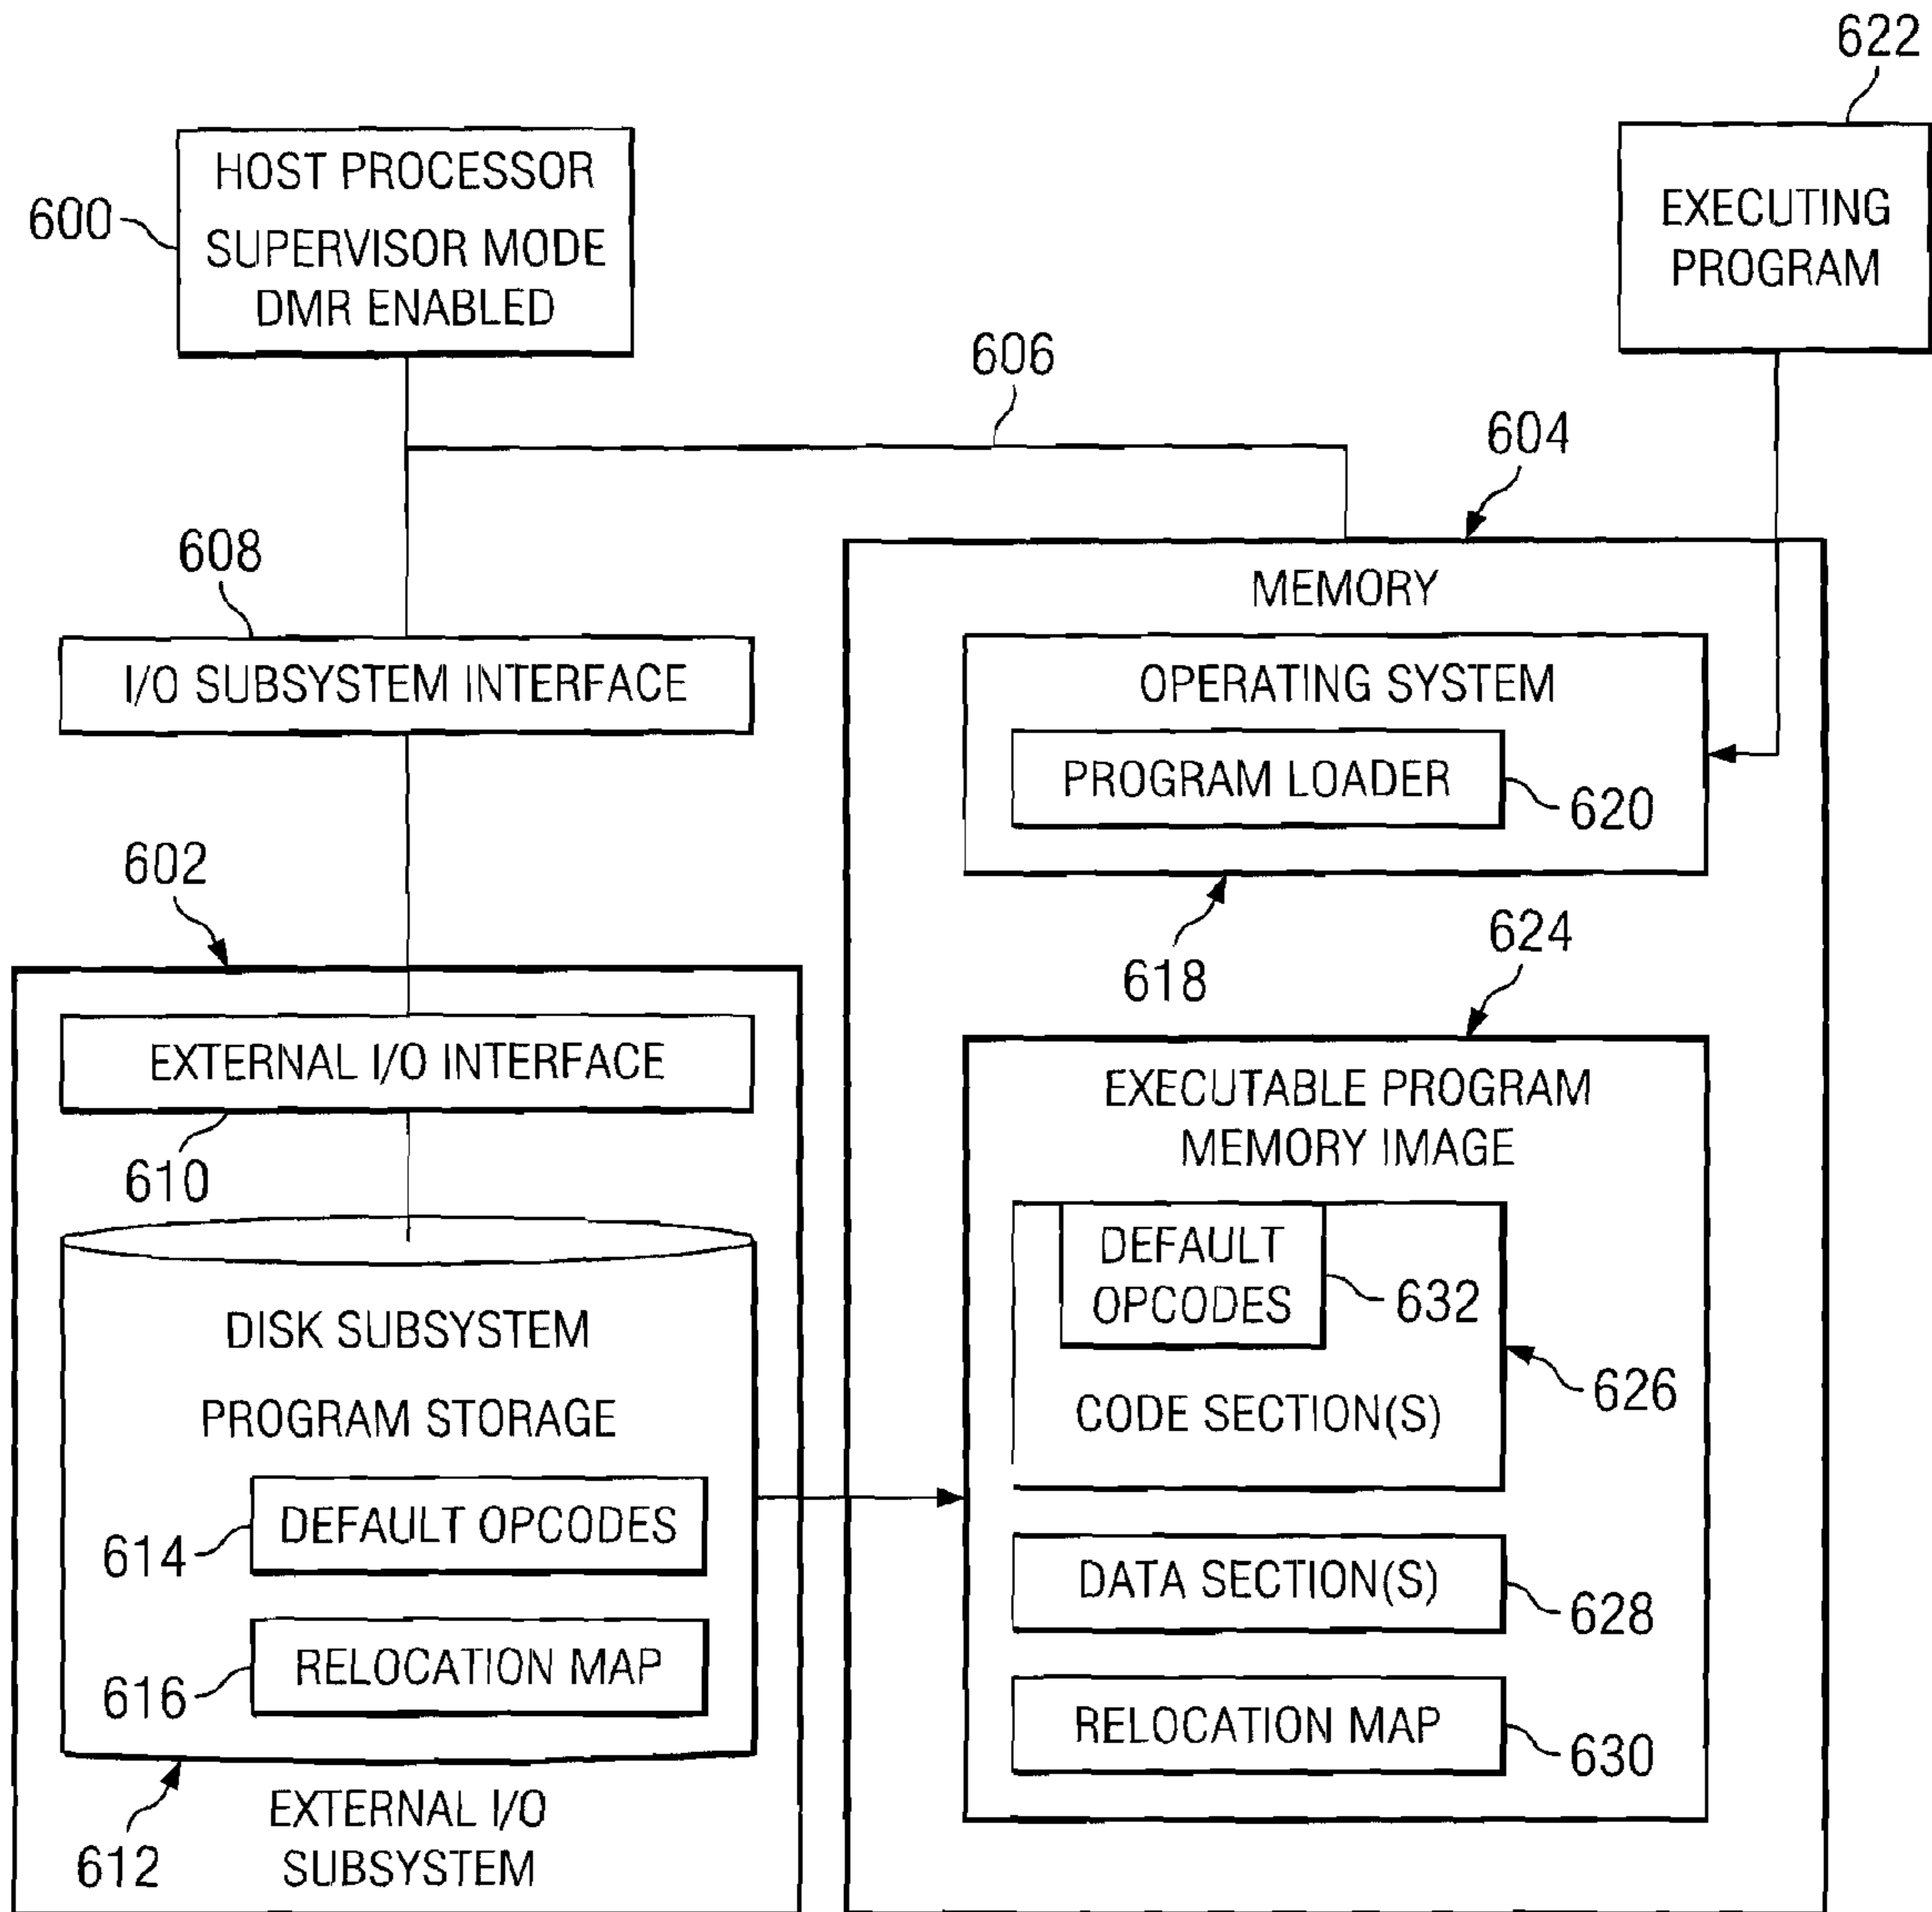 622
HOST PROCESSOR
SUPERVISOR MODE
DMR ENABLED
600
EXECUTING
PROGRAM
606
604
608
MEMORY
I/O SUBSYSTEM INTERFACE
OPERATING SYSTEM
PROGRAM LOADER
620
602
618
624
EXTERNAL I/O INTERFACE
610
EXECUTABLE PROGRAM
MEMORY IMAGE
DEFAULT
OPCODES
632
DISK SUBSYSTEM
PROGRAM STORAGE
626
CODE SECTION(S)
DEFAULT OPCODES
614
DATA SECTION(S)
628
RELOCATION MAP
616
RELOCATION MAP
630
EXTERNAL I/O
SUBSYSTEM
612